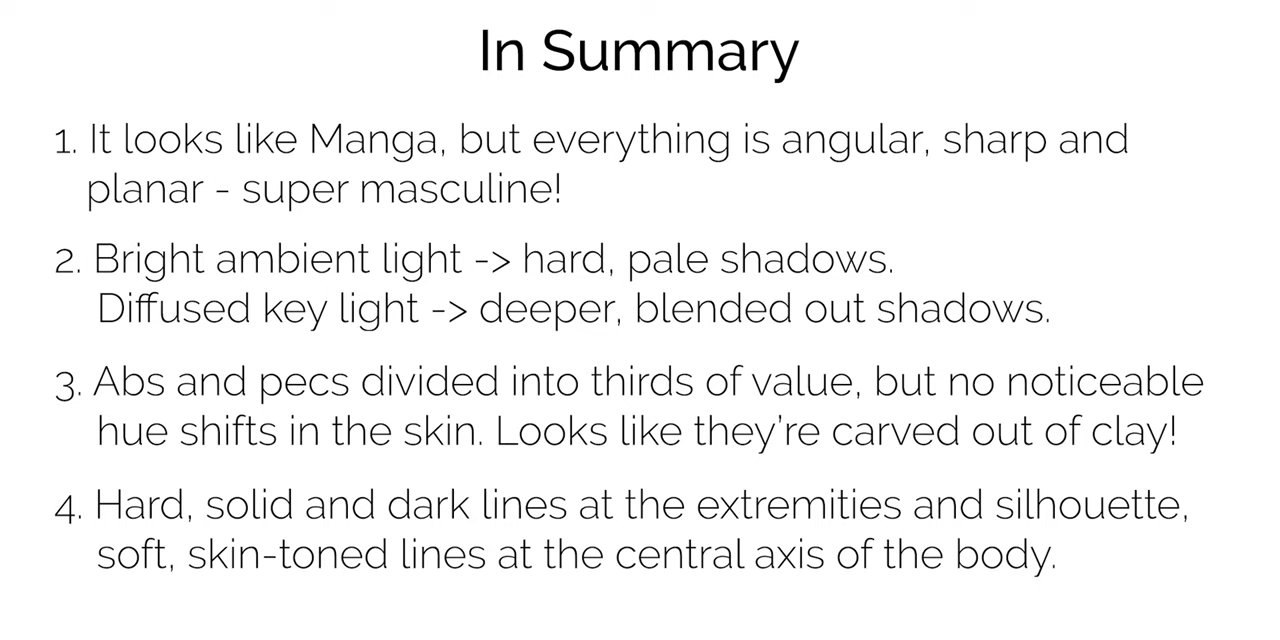 In Summary
1. It looks like Manga, but everything is angular, sharp and
planar - super masculine!
2. Bright ambient light -> hard, pale shadows.
Diffused key light -> deeper, blended out shadows.
3. Abs and pecs divided into thirds of value, but no noticeable
hue shifts in the skin. Looks like they're carved out of clay!
4. Hard, solid and dark lines at the extremities and silhouette,
soft, skin-toned lines at the central axis of the body.